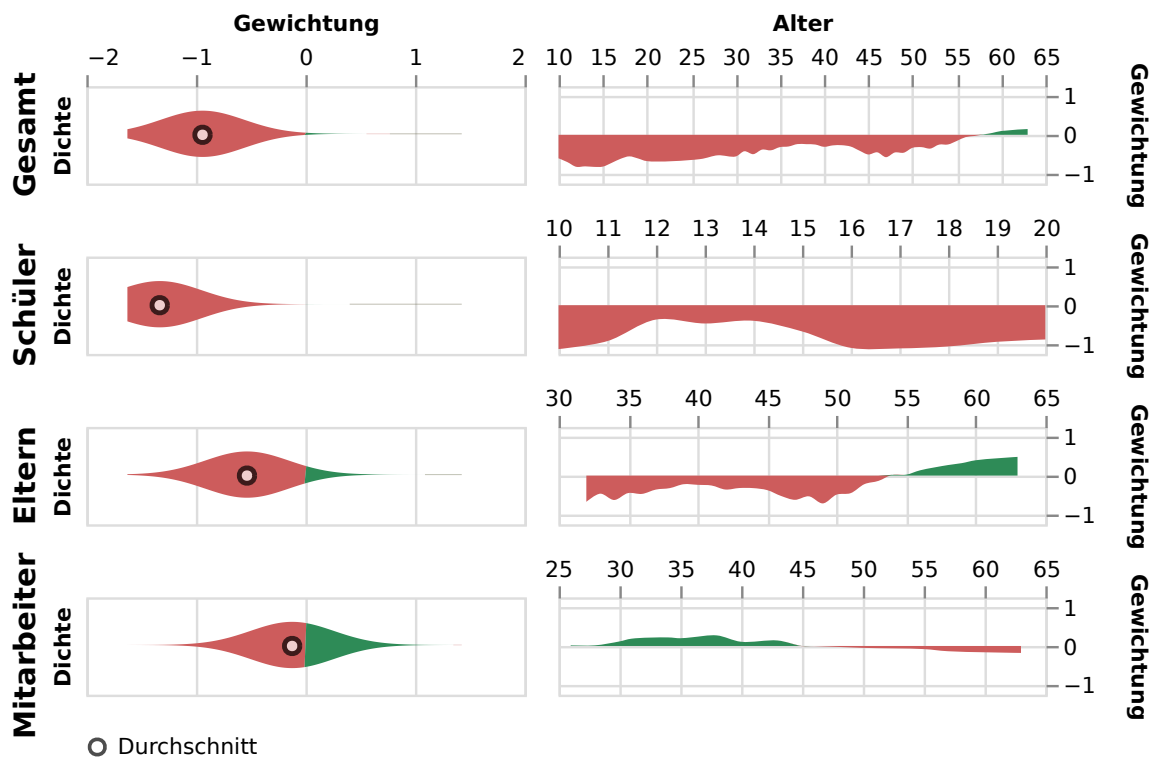 Gewichtung Alter
−2 −1 0 1 2 10 15 20 25 30 35 40 45 50 55 60 65
Gesamt Dichte 1 0 −1 Gewichtung
10 11 12 13 14 15 16 17 18 19 20
Schüler Dichte 1 0 −1 Gewichtung
30 35 40 45 50 55 60 65
Eltern Dichte 1 0 −1 Gewichtung
25 30 35 40 45 50 55 60 65
Mitarbeiter Dichte 1 0 −1 Gewichtung
Durchschnitt